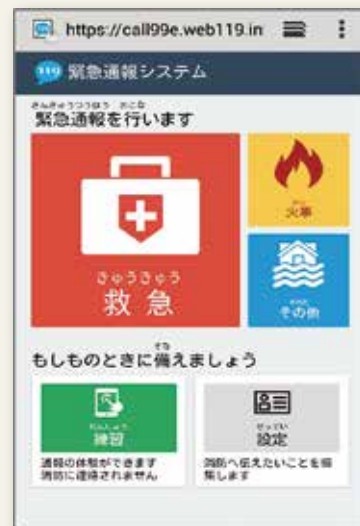 https://call99e.web119.in
119 緊急通報システム
きんきゅうつうほう おこな
緊急通報を行います
きゅうきゅう
救急
かじ
火事
その他
そな
もしものときに備えましょう
れんしゅう
練習
通報の体験ができます
消防に連絡されません
せってい
設定
消防へ伝えたいことを編
集します